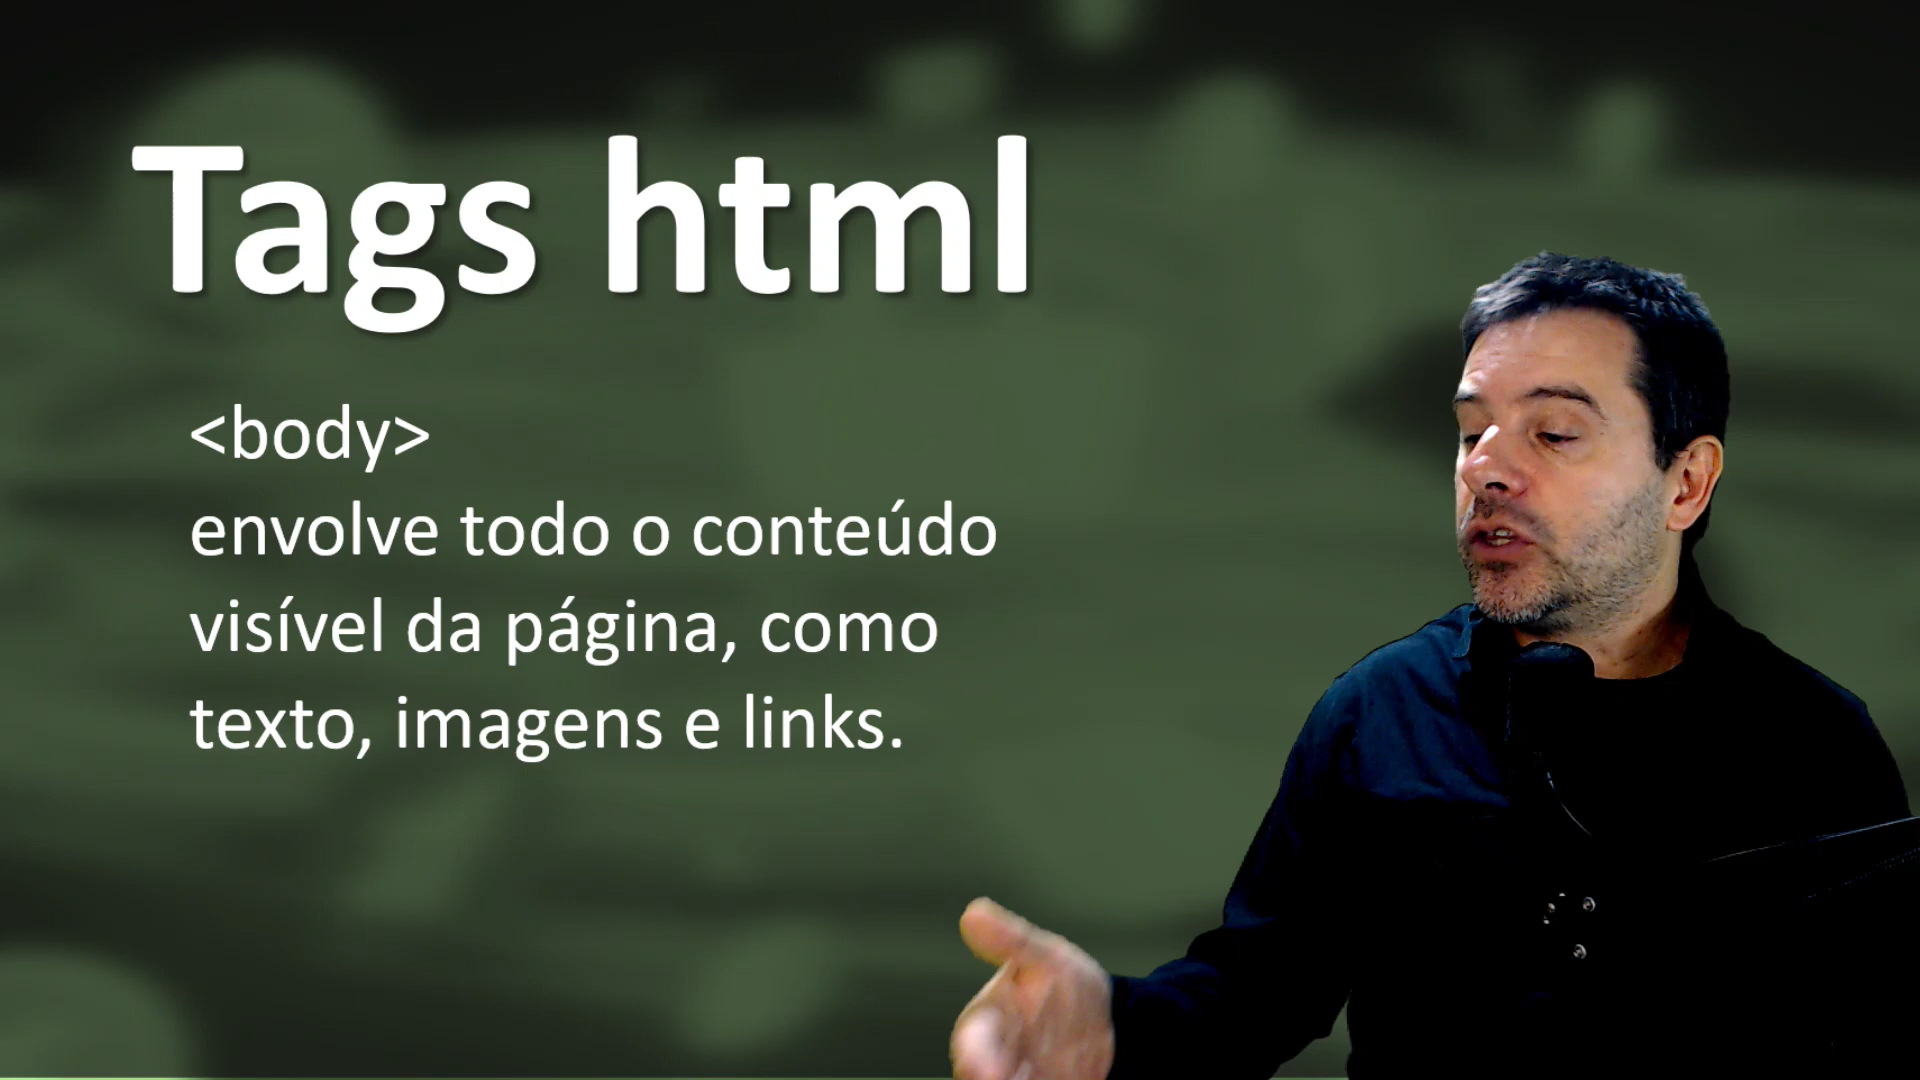 Tags html
<body>
envolve todo o conteúdo
visível da página, como
texto, imagens e links.